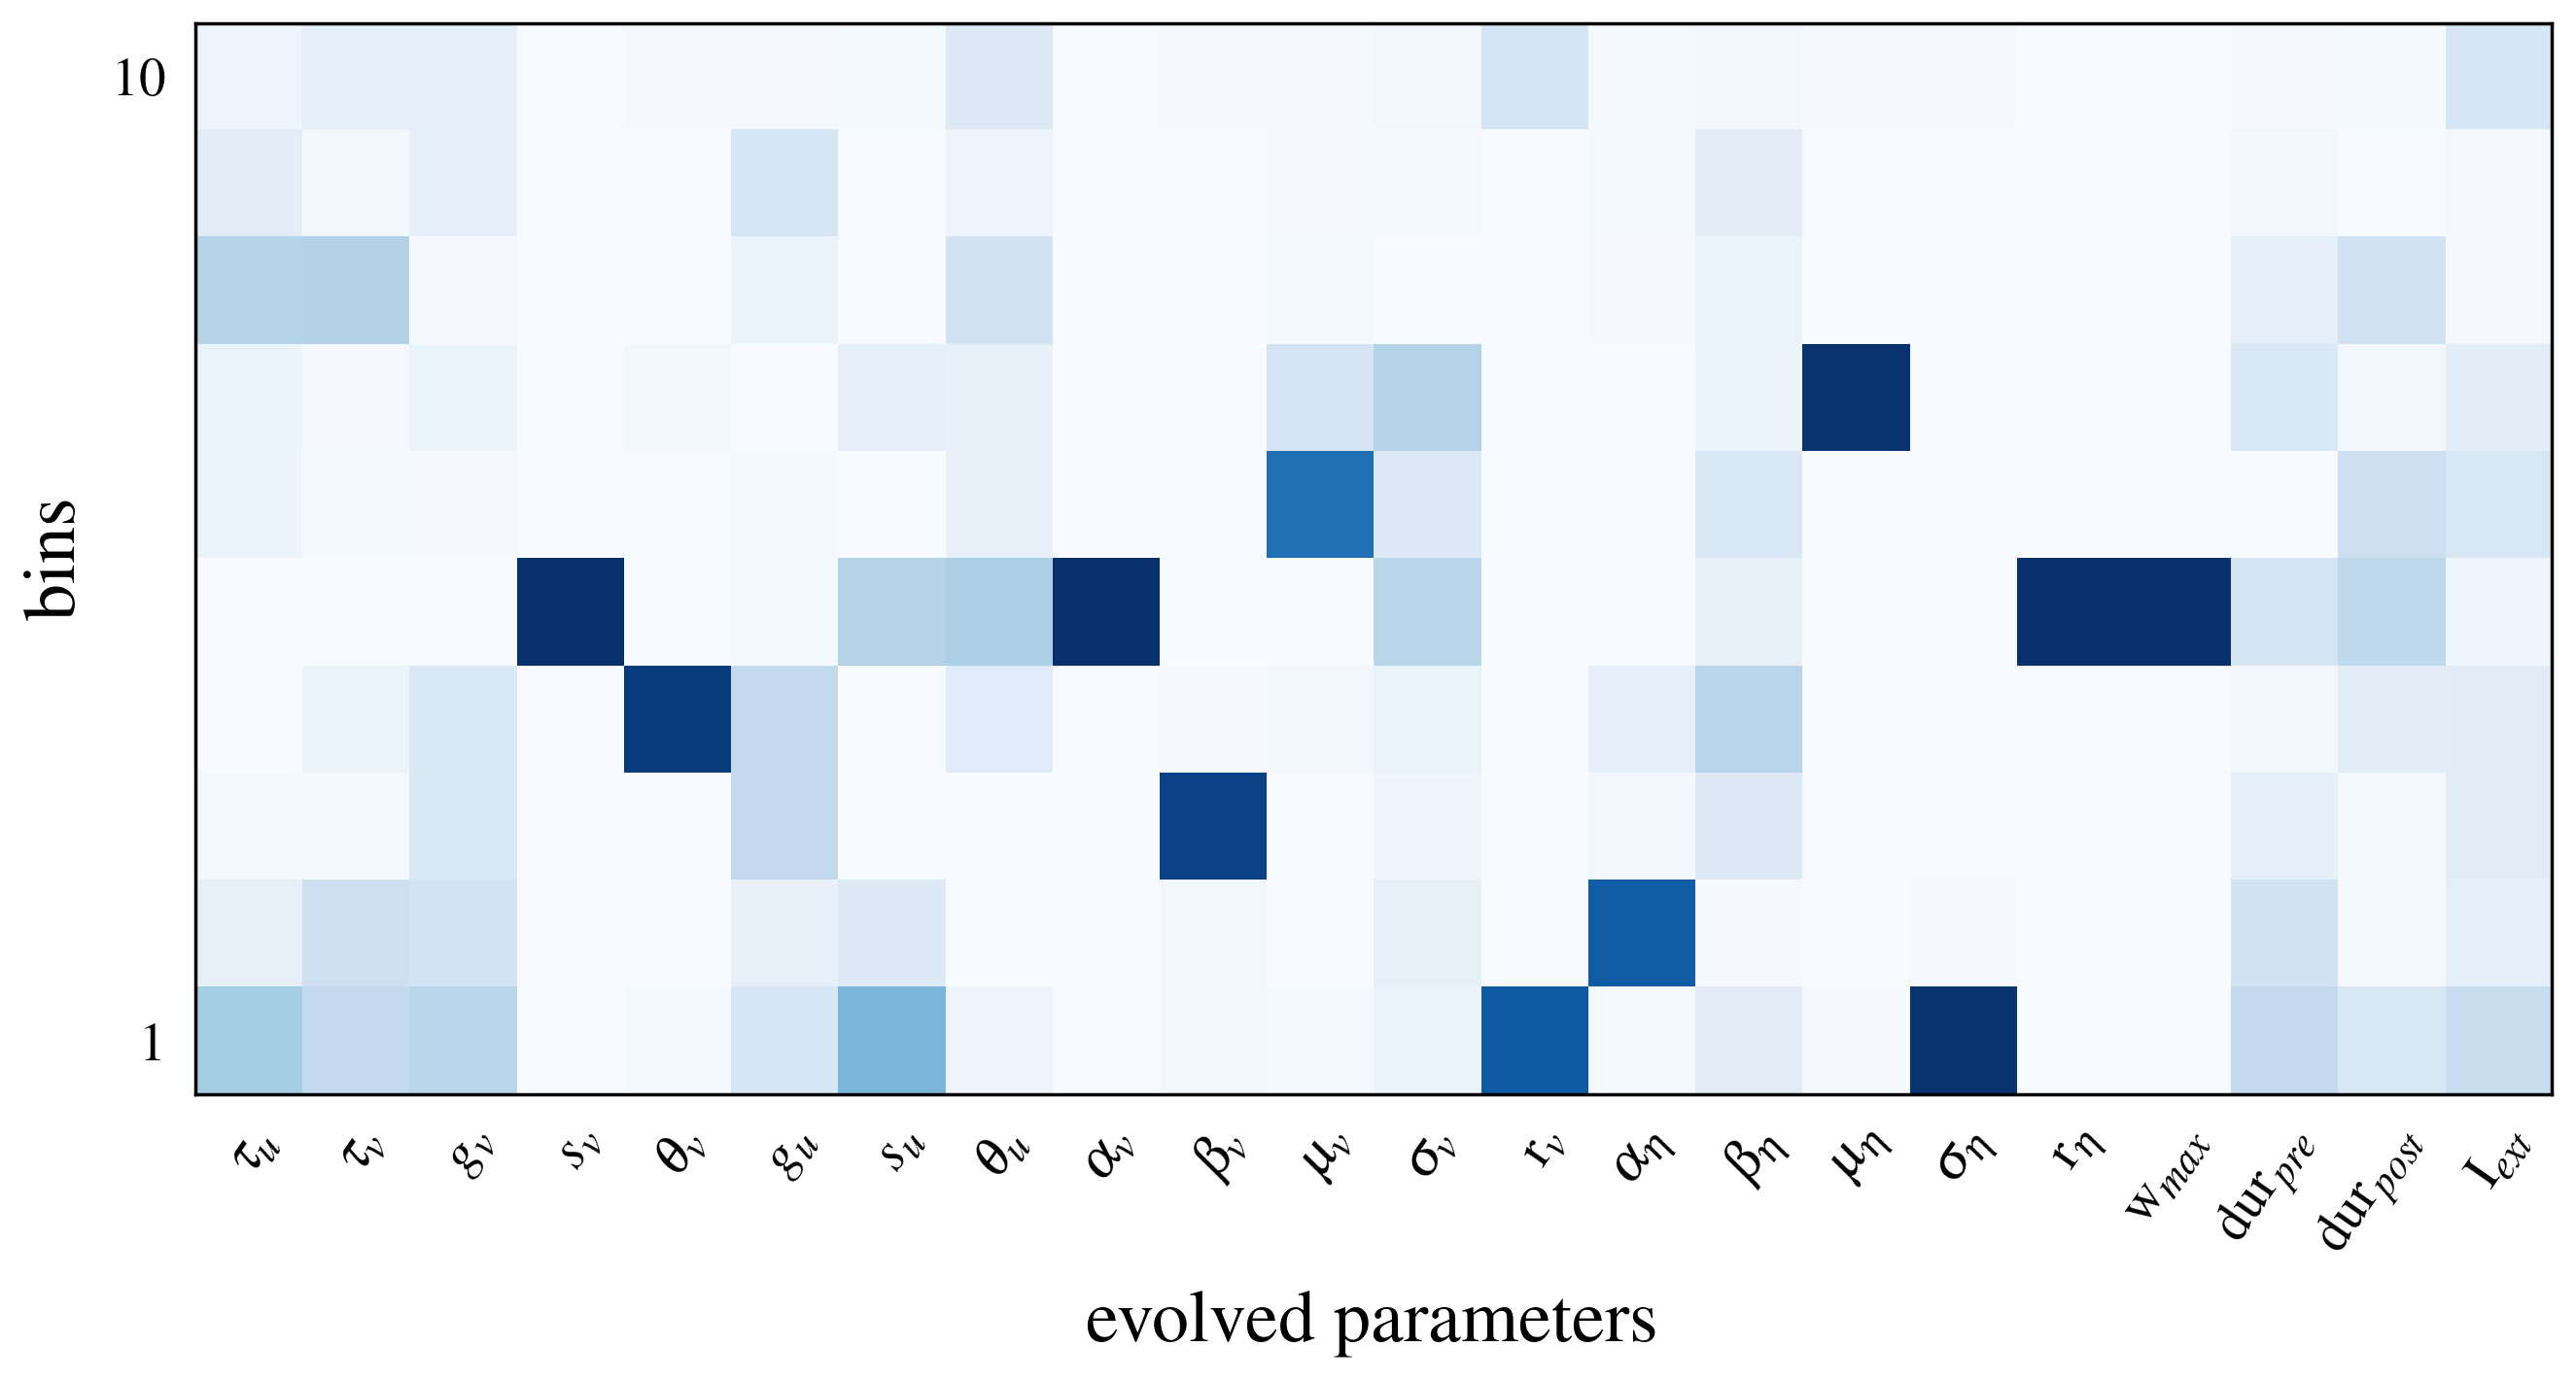 10
bins
1
τu τv gv sv θv gu su θu αv βv μv σv rv αη βη μη ση rη wmax durpre durpost Iext
evolved parameters